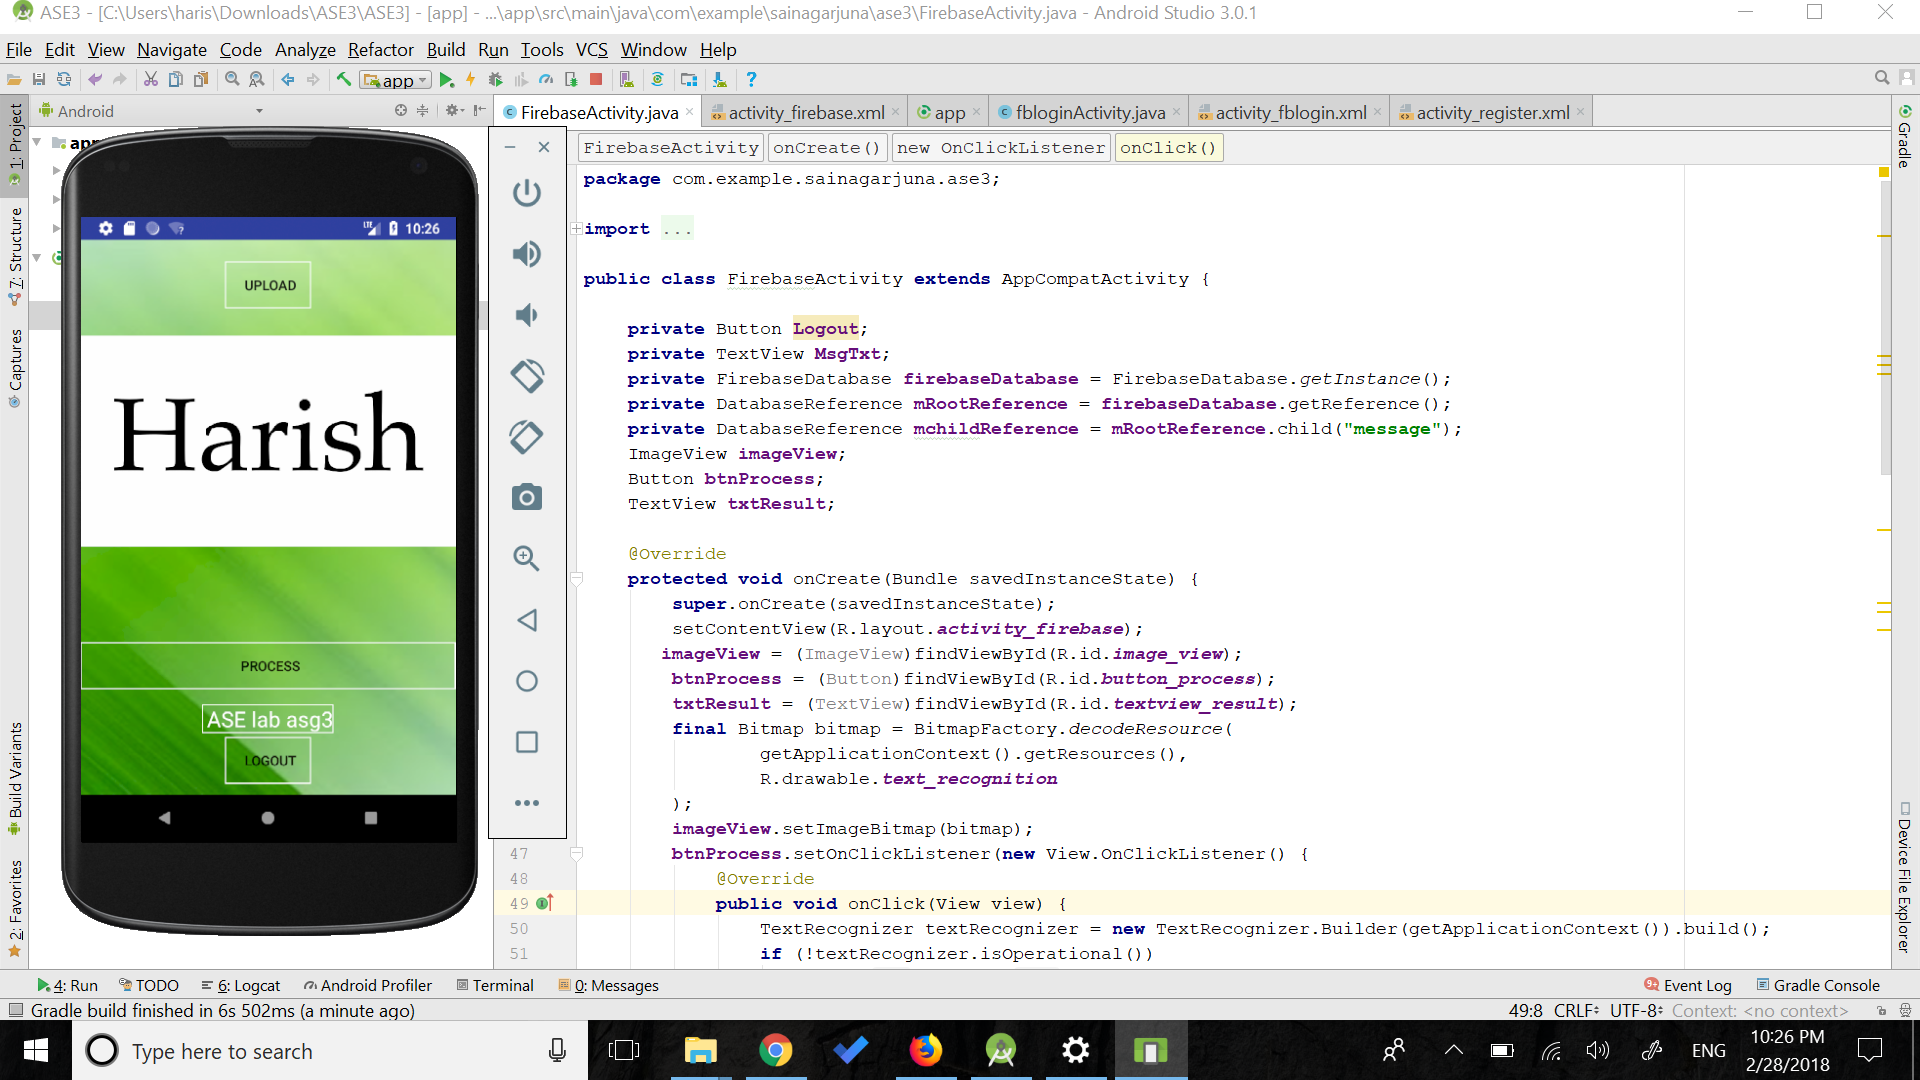 ASE3 - [C:\Users\haris\Downloads\ASE3\ASE3] - [app] - ...\app\src\main\java\com\example\sainagarjuna\ase3\FirebaseActivity.java - Android Studio 3.0.1
File Edit View Navigate Code Analyze Refactor Build Run Tools VCS Window Help
app
Android
FirebaseActivity.java activity_firebase.xml app fbloginActivity.java activity_fblogin.xml activity_register.xml
FirebaseActivity onCreate() new OnClickListener onClick()
1: Project
7: Structure
Captures
Build Variants
2: Favorites
Gradle
Device File Explorer
app
LTE 10:26
UPLOAD
Harish
PROCESS
ASE lab asg3
LOGOUT
package com.example.sainagarjuna.ase3;
import ...
public class FirebaseActivity extends AppCompatActivity {
private Button Logout;
private TextView MsgTxt;
private FirebaseDatabase firebaseDatabase = FirebaseDatabase.getInstance();
private DatabaseReference mRootReference = firebaseDatabase.getReference();
private DatabaseReference mchildReference = mRootReference.child("message");
ImageView imageView;
Button btnProcess;
TextView txtResult;
@Override
protected void onCreate(Bundle savedInstanceState) {
super.onCreate(savedInstanceState);
setContentView(R.layout.activity_firebase);
imageView = (ImageView)findViewById(R.id.image_view);
btnProcess = (Button)findViewById(R.id.button_process);
txtResult = (TextView)findViewById(R.id.textview_result);
final Bitmap bitmap = BitmapFactory.decodeResource(
getApplicationContext().getResources(),
R.drawable.text_recognition
);
imageView.setImageBitmap(bitmap);
47 btnProcess.setOnClickListener(new View.OnClickListener() {
48 @Override
49 public void onClick(View view) {
50 TextRecognizer textRecognizer = new TextRecognizer.Builder(getApplicationContext()).build();
51 if (!textRecognizer.isOperational())
4: Run TODO 6: Logcat Android Profiler Terminal 0: Messages 9+ Event Log Gradle Console
Gradle build finished in 6s 502ms (a minute ago) 49:8 CRLF UTF-8 Context: <no context>
Type here to search ENG 10:26 PM
2/28/2018